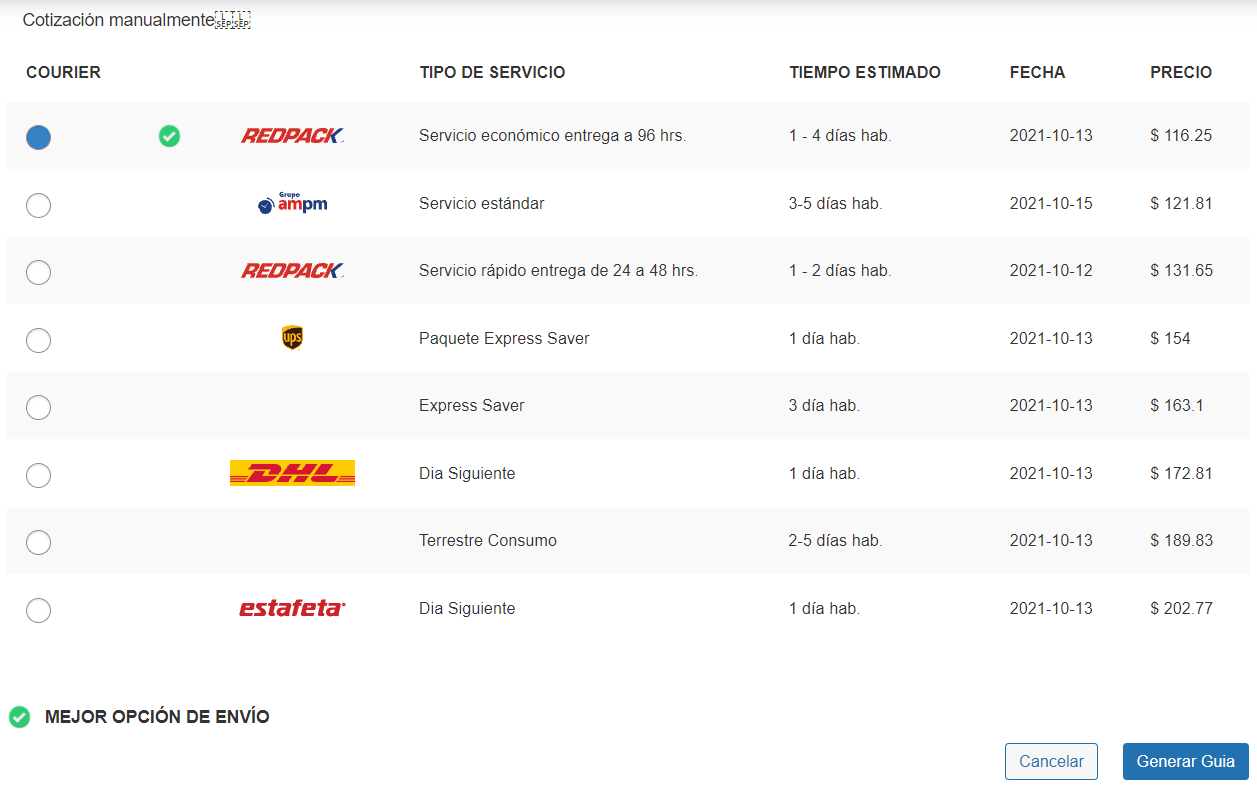 Cotización manualmente
COURIER TIPO DE SERVICIO TIEMPO ESTIMADO FECHA PRECIO
REDPACK Servicio económico entrega a 96 hrs. 1 - 4 días hab. 2021-10-13 $ 116.25
Grupo ampm Servicio estándar 3-5 días hab. 2021-10-15 $ 121.81
REDPACK Servicio rápido entrega de 24 a 48 hrs. 1 - 2 días hab. 2021-10-12 $ 131.65
ups Paquete Express Saver 1 día hab. 2021-10-13 $ 154
Express Saver 3 día hab. 2021-10-13 $ 163.1
DHL Dia Siguiente 1 día hab. 2021-10-13 $ 172.81
Terrestre Consumo 2-5 días hab. 2021-10-13 $ 189.83
estafeta Dia Siguiente 1 día hab. 2021-10-13 $ 202.77
MEJOR OPCIÓN DE ENVÍO
Cancelar Generar Guia